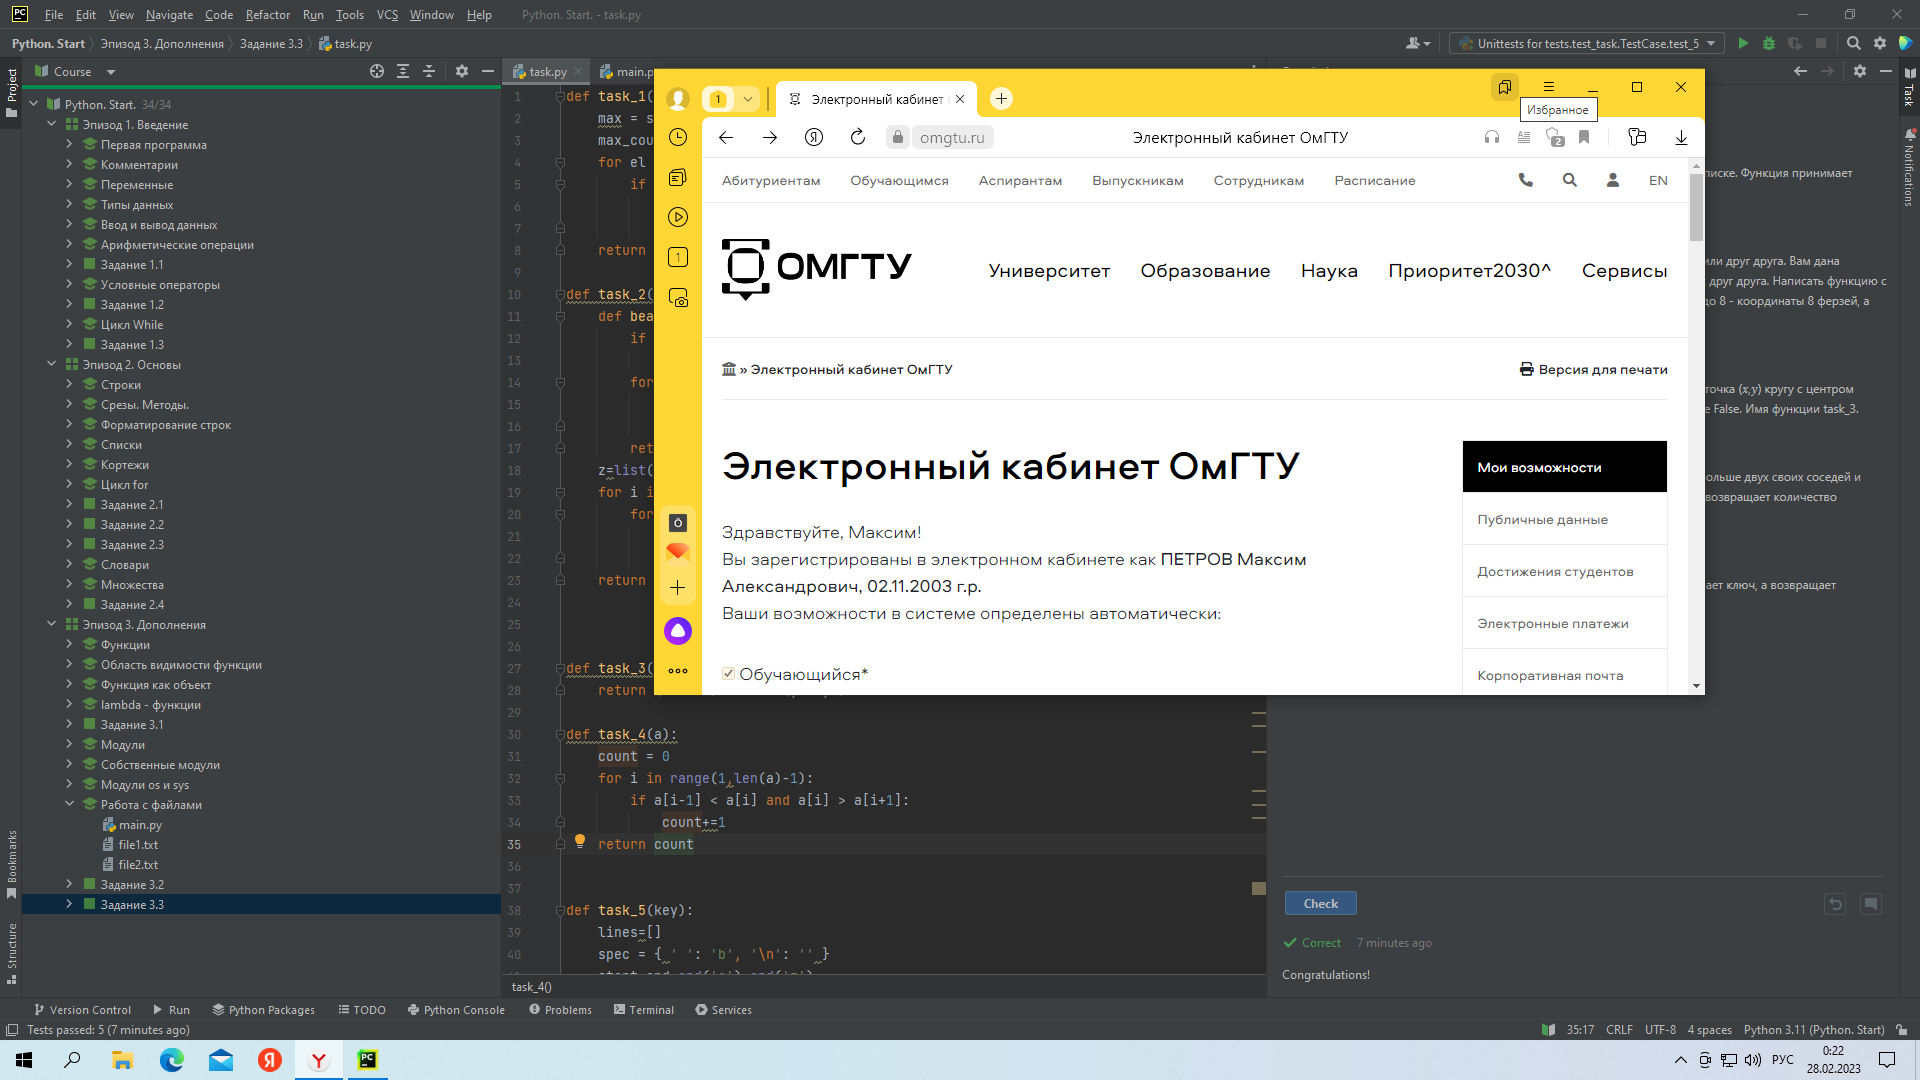 File Edit View Navigate Code Refactor Run Tools VCS Window Help Python. Start. - task.py
Python. Start Эпизод 3. Дополнения Задание 3.3 task.py Unittests for tests.test_task.TestCase.test_5
Project
Course
Python. Start. 34/34
Эпизод 1. Введение
Первая программа
Комментарии
Переменные
Типы данных
Ввод и вывод данных
Арифметические операции
Задание 1.1
Условные операторы
Задание 1.2
Цикл While
Задание 1.3
Эпизод 2. Основы
Строки
Срезы. Методы.
Форматирование строк
Списки
Кортежи
Цикл for
Задание 2.1
Задание 2.2
Задание 2.3
Словари
Множества
Задание 2.4
Эпизод 3. Дополнения
Функции
Область видимости функции
Функция как объект
lambda - функции
Задание 3.1
Модули
Собственные модули
Модули os и sys
Работа с файлами
main.py
file1.txt
file2.txt
Задание 3.2
Задание 3.3
Bookmarks
Structure
task.py main.p
1 def task_1(
2 max = s
3 max_cou
4 for el
5 if
6
7
8 return
9
10 def task_2(
11 def bea
12 if
13
14 for
15
16
17 ret
18 z=list(
19 for i i
20 for
21
22
23 return
24
25
26
27 def task_3(
28 return
29
30 def task_4(a):
31 count = 0
32 for i in range(1,len(a)-1):
33 if a[i-1] < a[i] and a[i] > a[i+1]:
34 count+=1
35 return count
36
37
38 def task_5(key):
39 lines=[]
40 spec = { ' ': 'b', '\n': '' }
task_4()
1 Электронный кабинет
Избранное
omgtu.ru Электронный кабинет ОмГТУ 2
Абитуриентам Обучающимся Аспирантам Выпускникам Сотрудникам Расписание EN
ОМГТУ Университет Образование Наука Приоритет2030^ Сервисы
1
» Электронный кабинет ОмГТУ Версия для печати
Электронный кабинет ОмГТУ
Здравствуйте, Максим!
Вы зарегистрированы в электронном кабинете как ПЕТРОВ Максим
Александрович, 02.11.2003 г.р.
Ваши возможности в системе определены автоматически:
Обучающийся*
Мои возможности
Публичные данные
Достижения студентов
Электронные платежи
Корпоративная почта
Task
Notifications
писке. Функция принимает
или друг друга. Вам дана
друг друга. Написать функцию с
до 8 - координаты 8 ферзей, а
точка (x,y) кругу с центром
е False. Имя функции task_3.
ольше двух своих соседей и
возвращает количество
ает ключ, а возвращает
Check
Correct 7 minutes ago
Congratulations!
Version Control Run Python Packages TODO Python Console Problems Terminal Services
Tests passed: 5 (7 minutes ago) 35:17 CRLF UTF-8 4 spaces Python 3.11 (Python. Start)
РУС 0:22
28.02.2023